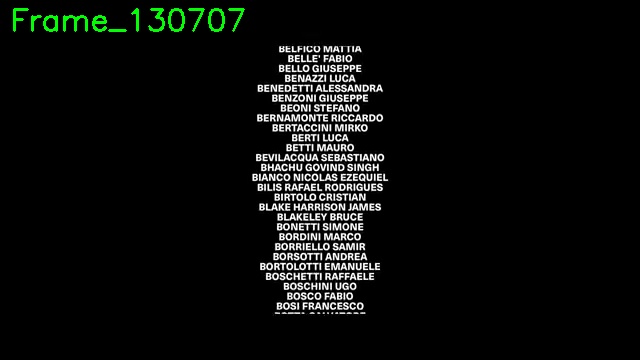 Frame_130707
BELFICO MATTIA
BELLE' FABIO
BELLO GIUSEPPE
BENAZZI LUCA
BENEDETTI ALESSANDRA
BENZONI GIUSEPPE
BEONI STEFANO
BERNAMONTE RICCARDO
BERTACCINI MIRKO
BERTI LUCA
BETTI MAURO
BEVILACQUA SEBASTIANO
BHACHU GOVIND SINGH
BIANCO NICOLAS EZEQUIEL
BILIS RAFAEL RODRIGUES
BIRTOLO CRISTIAN
BLAKE HARRISON JAMES
BLAKELEY BRUCE
BONETTI SIMONE
BORDINI MARCO
BORRIELLO SAMIR
BORSOTTI ANDREA
BORTOLOTTI EMANUELE
BOSCHETTI RAFFAELE
BOSCHINI UGO
BOSCO FABIO
BOSI FRANCESCO